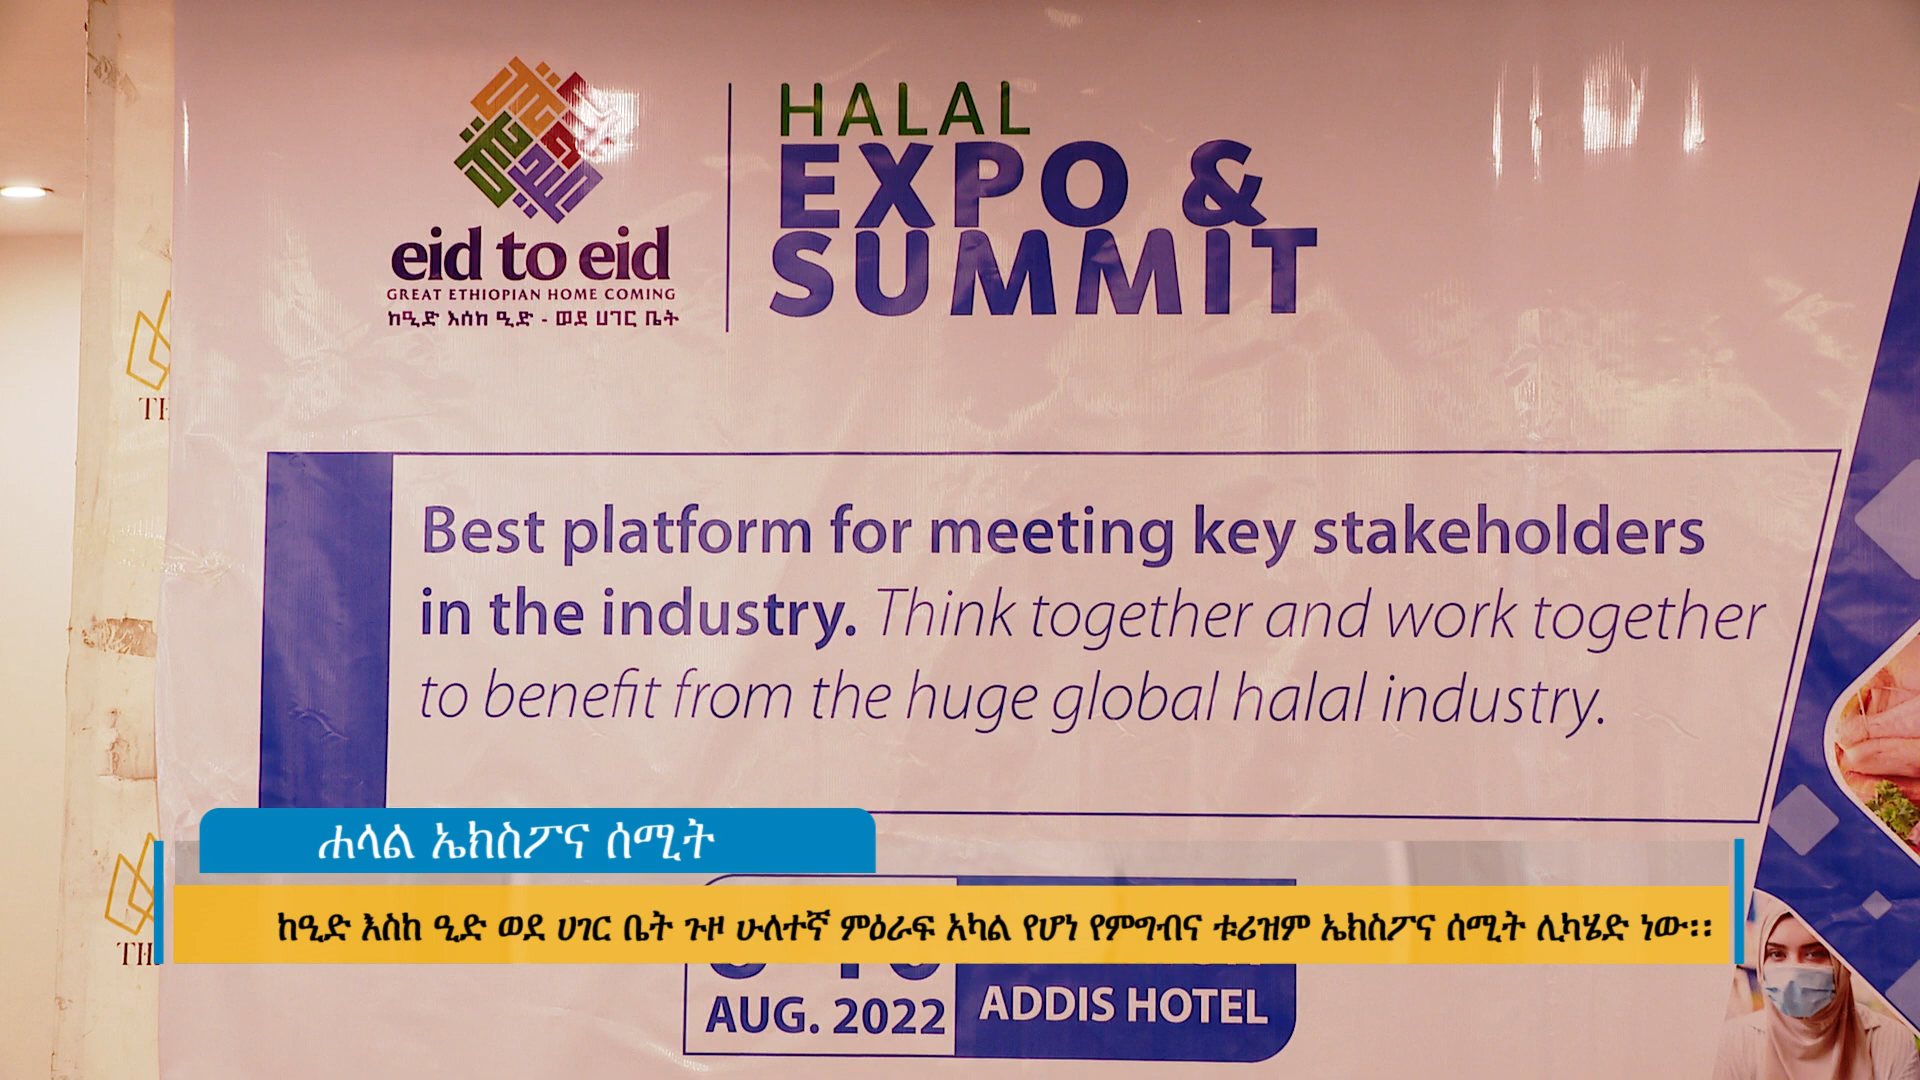 HALAL
EXPO &
SUMMIT
eid to eid
GREAT ETHIOPIAN HOME COMING
ከዒድ እሰከ ዒድ - ወደ ሀገር ቤት
Best platform for meeting key stakeholders
in the industry. Think together and work together
to benefit from the huge global halal industry.
ሐላል ኤክስፖና ሰሚት
ከዒድ እስከ ዒድ ወደ ሀገር ቤት ጉዞ ሁለተኛ ምዕራፍ አካል የሆነ የምግብና ቱሪዝም ኤክስፖና ሰሚት ሊካሄድ ነው፡፡
AUG. 2022
ADDIS HOTEL